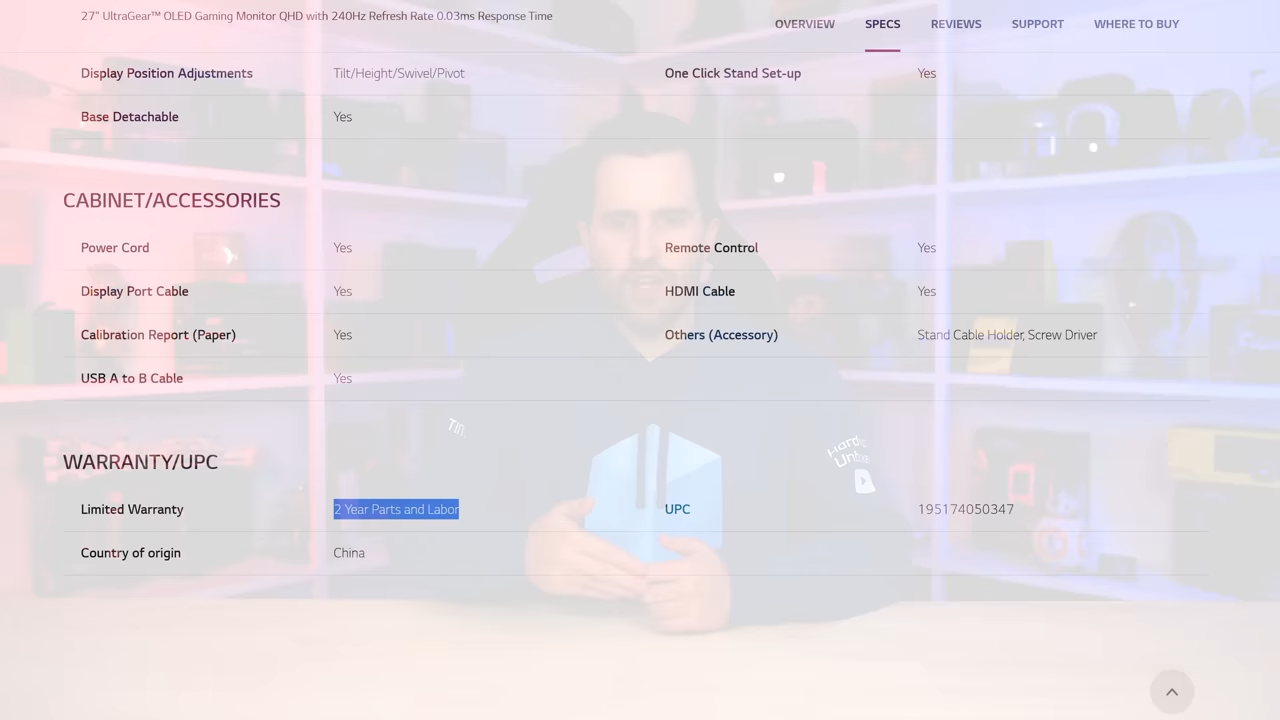 27” UltraGear™ OLED Gaming Monitor QHD with 240Hz Refresh Rate 0.03ms Response Time
OVERVIEW SPECS REVIEWS SUPPORT WHERE TO BUY
Display Position Adjustments Tilt/Height/Swivel/Pivot One Click Stand Set-up Yes
Base Detachable Yes
CABINET/ACCESSORIES
Power Cord Yes Remote Control Yes
Display Port Cable Yes HDMI Cable Yes
Calibration Report (Paper) Yes Others (Accessory) Stand Cable Holder, Screw Driver
USB A to B Cable Yes
WARRANTY/UPC
Limited Warranty 2 Year Parts and Labor UPC 195174050347
Country of origin China